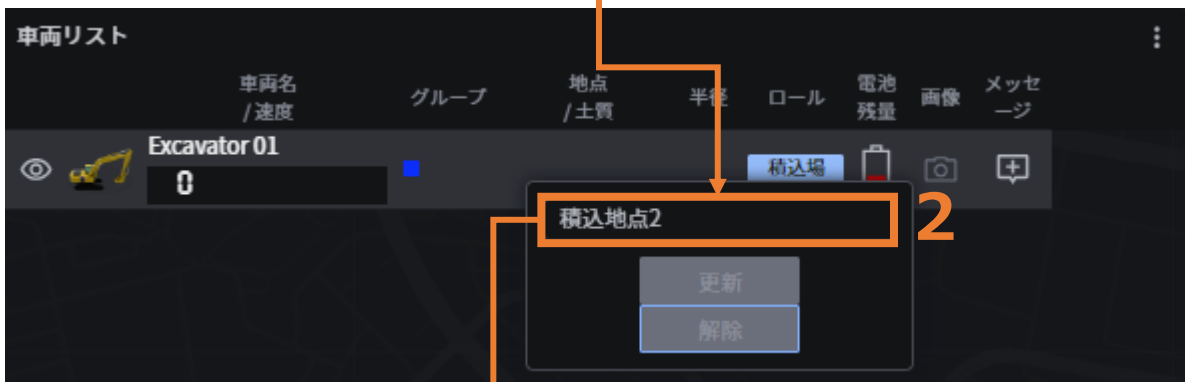 車両リスト
車両名
/速度
グループ
地点
/土質
半径
ロール
電池
残量
画像
メッセ
ージ
Excavator 01
0
積込場
積込地点2
2
更新
解除